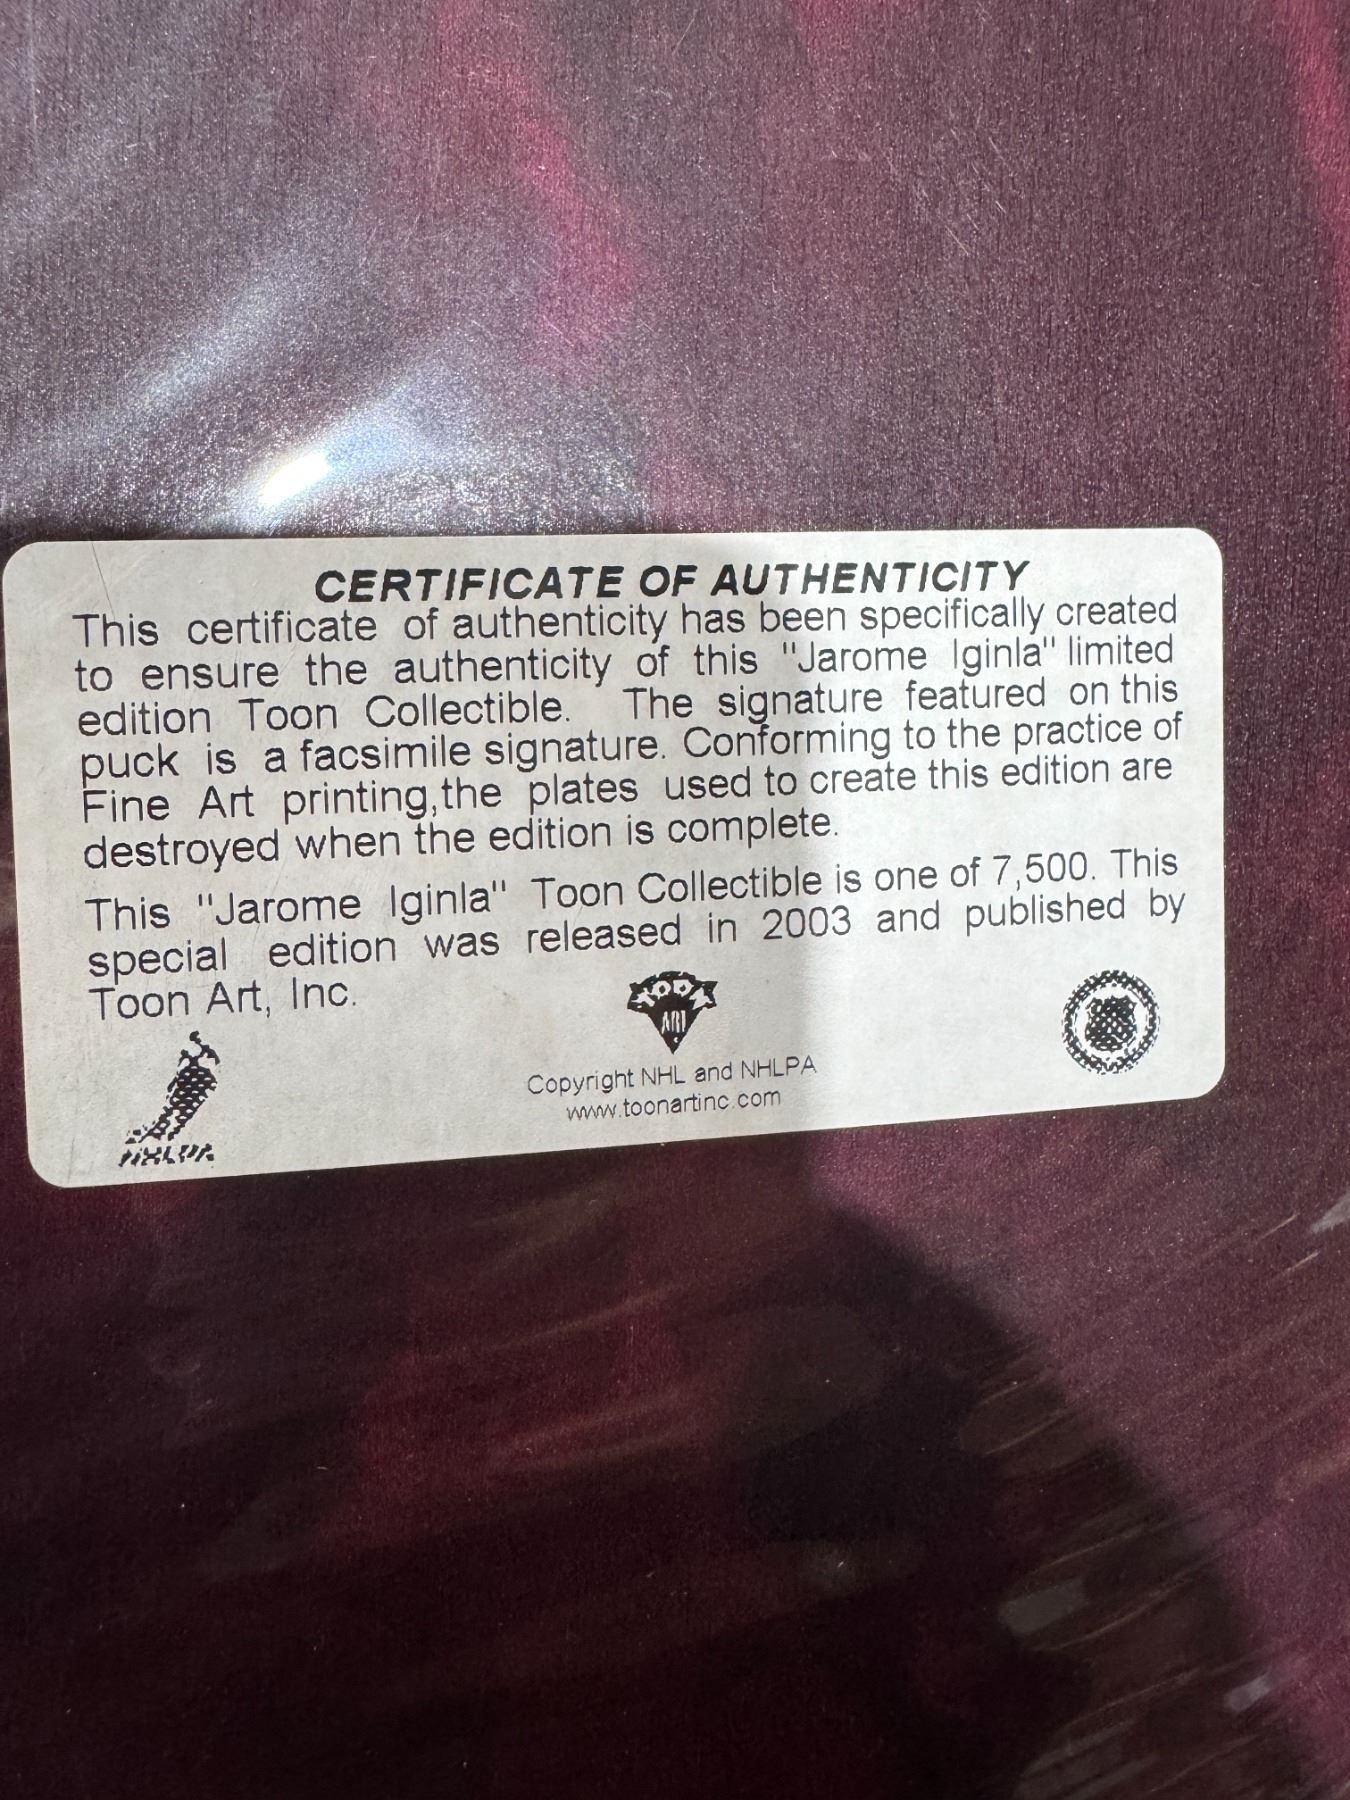 CERTIFICATE OF AUTHENTICITY
This certificate of authenticity has been specifically created
to ensure the authenticity of this "Jarome Iginla" limited
edition Toon Collectible. The signature featured on this
puck is a facsimile signature. Conforming to the practice of
Fine Art printing,the plates used to create this edition are
destroyed when the edition is complete.
This "Jarome Iginla" Toon Collectible is one of 7,500. This
special edition was released in 2003 and published by
Toon Art, Inc.
TOON
ART
NHLPA
Copyright NHL and NHLPA
www.toonartinc.com